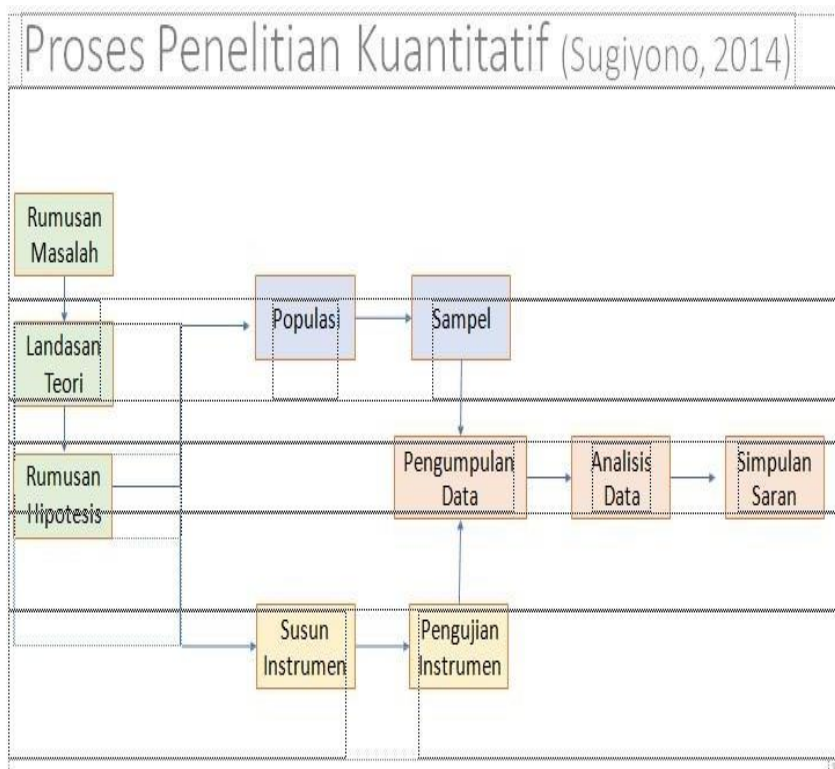 Proses Penelitian Kuantitatif (Sugiyono, 2014)
Rumusan
Masalah
Landasan
Teori
Rumusan
Hipotesis
Populasi
Sampel
Pengumpulan
Data
Analisis
Data
Simpulan
Saran
Susun
Instrumen
Pengujian
Instrumen